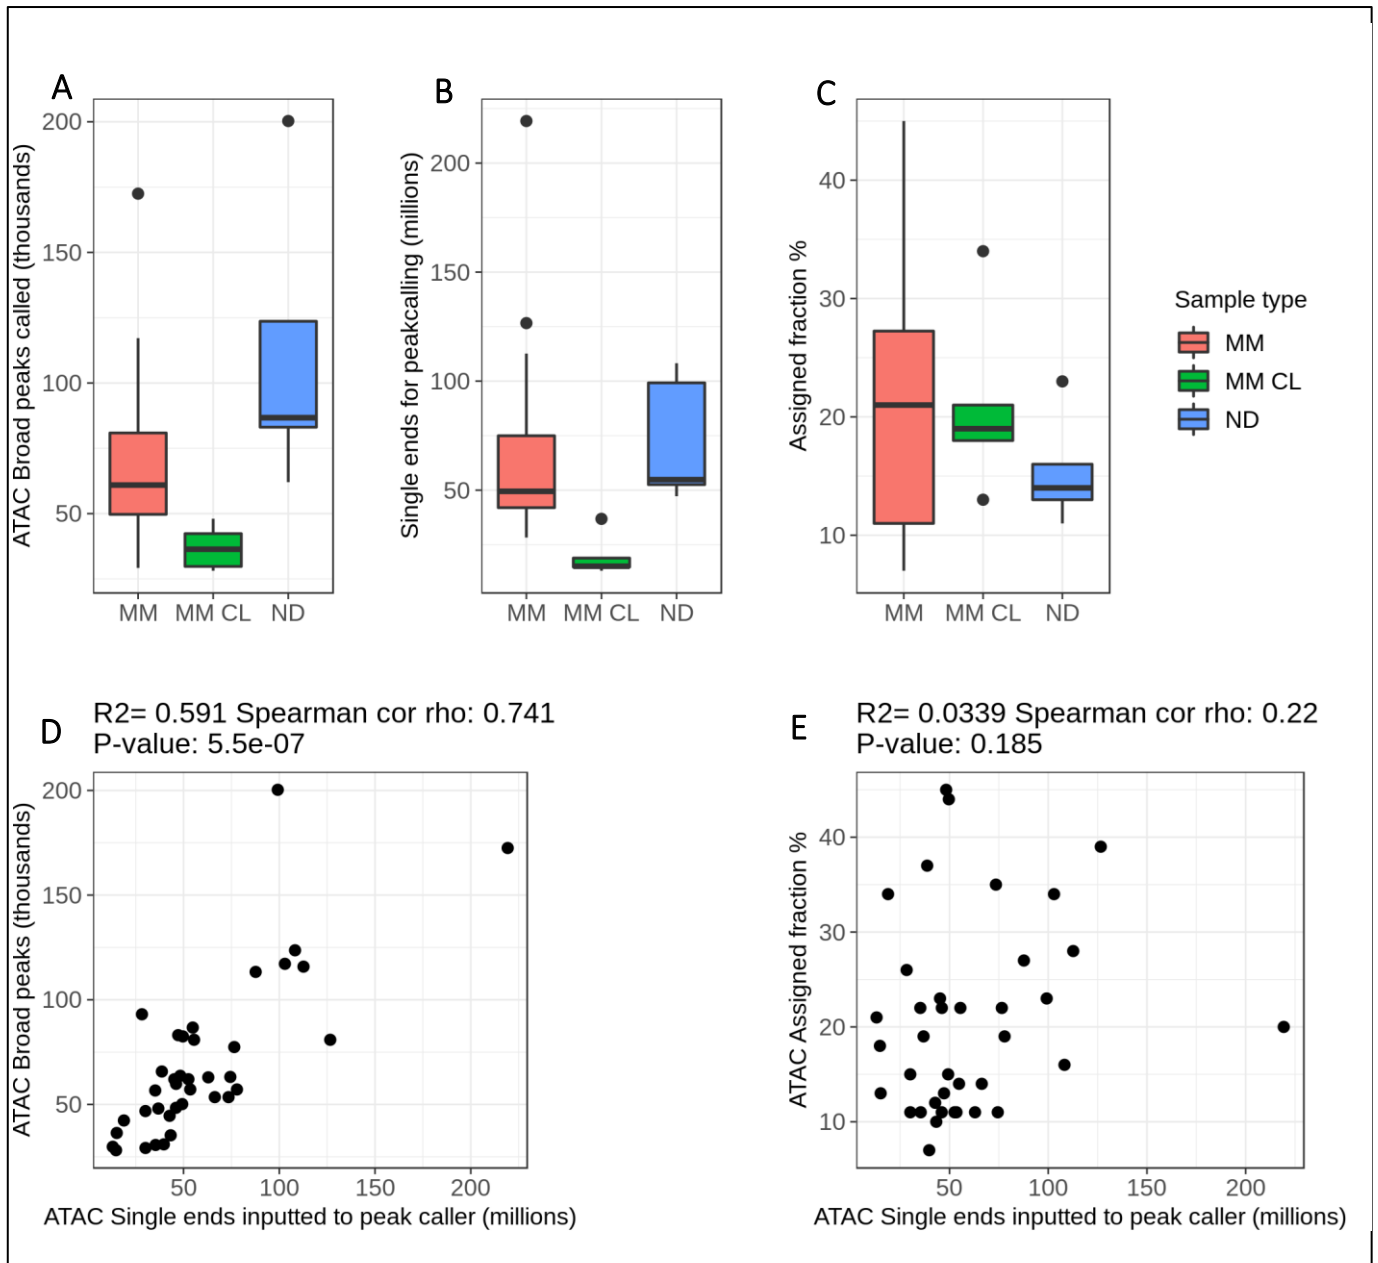 A
ATAC Broad peaks called (thousands)
200
150
100
50
MM MM CL ND
B
Single ends for peakcalling (millions)
200
150
100
50
MM MM CL ND
C
Assigned fraction %
40
30
20
10
MM MM CL ND
Sample type
MM
MM CL
ND
D
R2= 0.591 Spearman cor rho: 0.741
P-value: 5.5e-07
ATAC Broad peaks (thousands)
200
150
100
50
50 100 150 200
ATAC Single ends inputted to peak caller (millions)
E
R2= 0.0339 Spearman cor rho: 0.22
P-value: 0.185
ATAC Assigned fraction %
40
30
20
10
50 100 150 200
ATAC Single ends inputted to peak caller (millions)